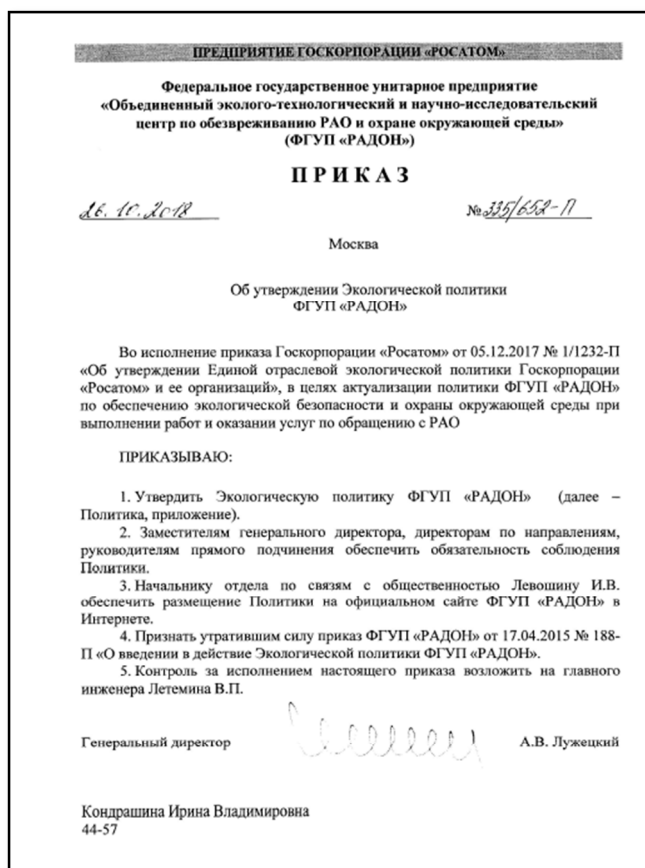 ПРЕДПРИЯТИЕ ГОСКОРПОРАЦИИ «РОСАТОМ»
Федеральное государственное унитарное предприятие
«Объединенный эколого-технологический и научно-исследовательский
центр по обезвреживанию РАО и охране окружающей среды»
(ФГУП «РАДОН»)
ПРИКАЗ
26.10.2018 № 335/652-П
Москва
Об утверждении Экологической политики
ФГУП «РАДОН»
Во исполнение приказа Госкорпорации «Росатом» от 05.12.2017 № 1/1232-П
«Об утверждении Единой отраслевой экологической политики Госкорпорации
«Росатом» и ее организаций», в целях актуализации политики ФГУП «РАДОН»
по обеспечению экологической безопасности и охраны окружающей среды при
выполнении работ и оказании услуг по обращению с РАО
ПРИКАЗЫВАЮ:
1. Утвердить Экологическую политику ФГУП «РАДОН» (далее –
Политика, приложение).
2. Заместителям генерального директора, директорам по направлениям,
руководителям прямого подчинения обеспечить обязательность соблюдения
Политики.
3. Начальнику отдела по связям с общественностью Левошину И.В.
обеспечить размещение Политики на официальном сайте ФГУП «РАДОН» в
Интернете.
4. Признать утратившим силу приказ ФГУП «РАДОН» от 17.04.2015 № 188-
П «О введении в действие Экологической политики ФГУП «РАДОН».
5. Контроль за исполнением настоящего приказа возложить на главного
инженера Летемина В.П.
Генеральный директор А.В. Лужецкий
Кондрашина Ирина Владимировна
44-57